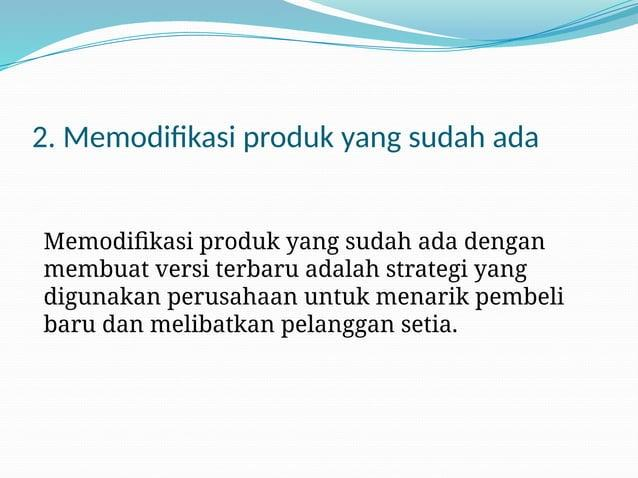 2. Memodifikasi produk yang sudah ada
Memodifikasi produk yang sudah ada dengan
membuat versi terbaru adalah strategi yang
digunakan perusahaan untuk menarik pembeli
baru dan melibatkan pelanggan setia.